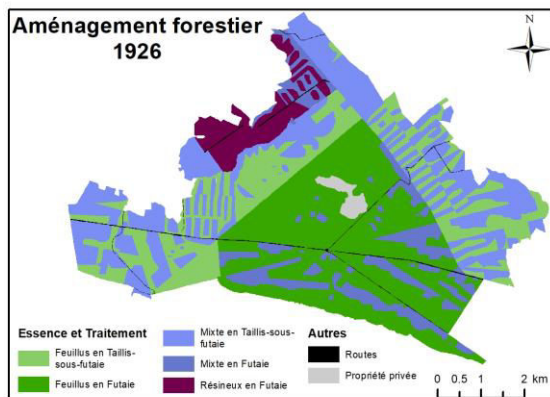 Aménagement forestier
1926
N
Essence et Traitement
Feuillus en Taillis-
sous-futaie
Feuillus en Futaie
Mixte en Taillis-sous-
futaie
Mixte en Futaie
Résineux en Futaie
Autres
Routes
Propriété privée
0 0.5 1 2 km